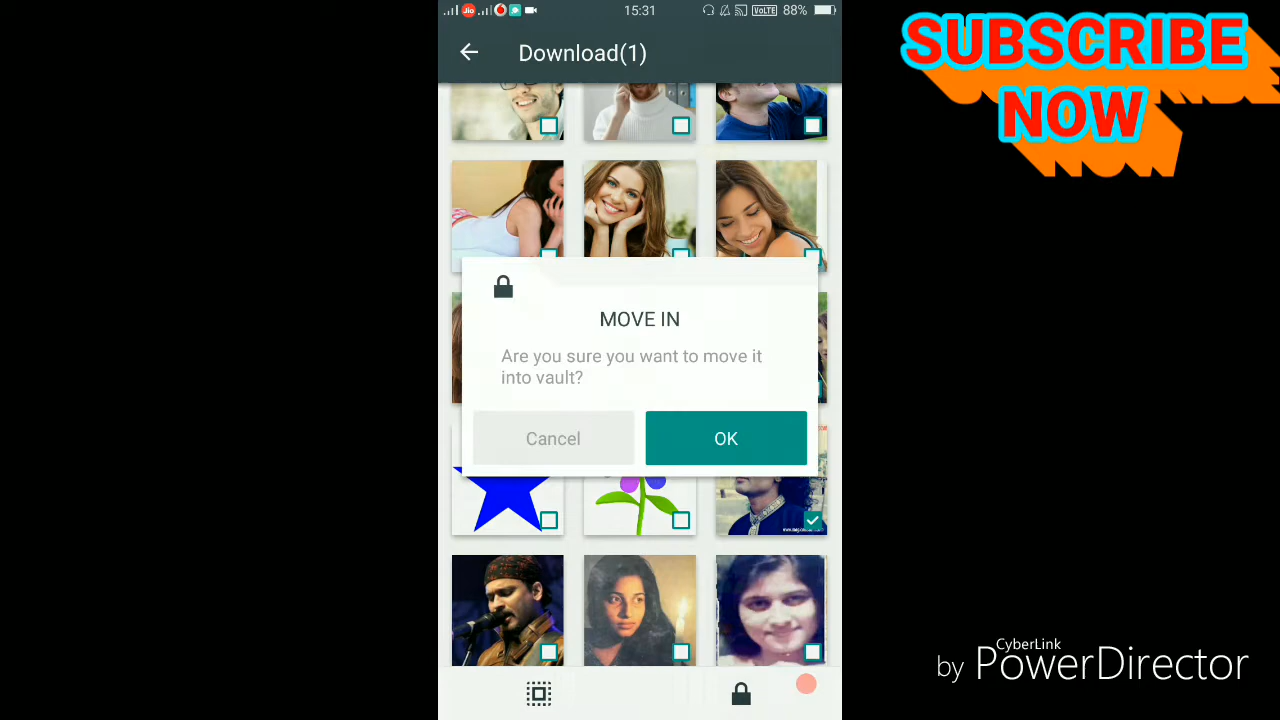 15:31
VoLTE
88%
SUBSCRIBE
NOW
Download(1)
MOVE IN
Are you sure you want to move it
into vault?
Cancel
OK
CyberLink
by PowerDirector